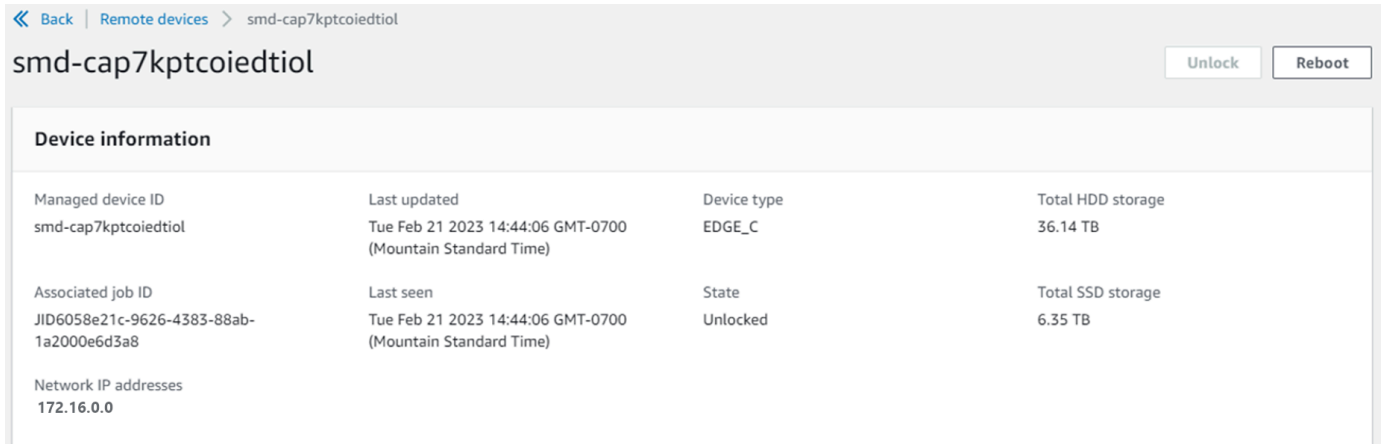 Back | Remote devices > smd-cap7kptcoiedtiol
smd-cap7kptcoiedtiol
Unlock
Reboot
Device information
Managed device ID
smd-cap7kptcoiedtiol
Last updated
Tue Feb 21 2023 14:44:06 GMT-0700
(Mountain Standard Time)
Device type
EDGE_C
Total HDD storage
36.14 TB
Associated job ID
JID6058e21c-9626-4383-88ab-
1a2000e6d3a8
Last seen
Tue Feb 21 2023 14:44:06 GMT-0700
(Mountain Standard Time)
State
Unlocked
Total SSD storage
6.35 TB
Network IP addresses
172.16.0.0